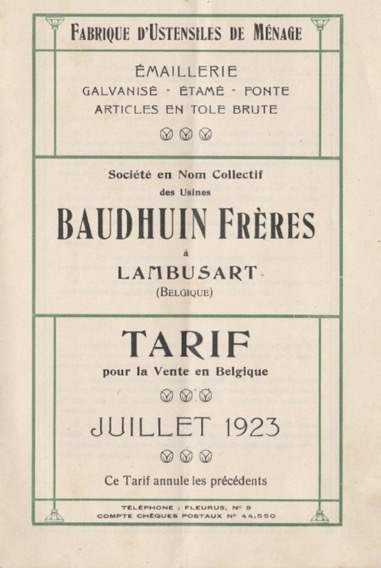 Fabrique d'Ustensiles de Ménage
ÉMAILLERIE
GALVANISÉ - ÉTAMÉ - FONTE
ARTICLES EN TOLE BRUTE
Société en Nom Collectif
des Usines
BAUDHUIN FRÈRES
à
LAMBUSART
(BELGIQUE)
TARIF
pour la Vente en Belgique
JUILLET 1923
Ce Tarif annule les précédents
TÉLÉPHONE : FLEURUS, Nº 9
COMPTE CHÈQUES POSTAUX Nº 44.550